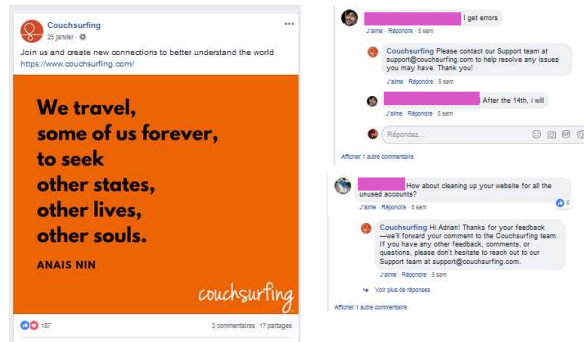 Couchsurfing
25 janvier
Join us and create new connections to better understand the world
https://www.couchsurfing.com/
We travel,
some of us forever,
to seek
other states,
other lives,
other souls.
ANAIS NIN
couchsurfing
187
3 commentaires 17 partages
I get errors
J'aime · Répondre · 5 sem
Couchsurfing Please contact our Support team at
support@couchsurfing.com to help resolve any issues
you may have. Thank you!
J'aime · Répondre · 5 sem
After the 14th, i will
J'aime · Répondre · 5 sem
Répondez...
Afficher 1 autre commentaire
How about cleaning up your website for all the
unused accounts?
J'aime · Répondre · 5 sem
Couchsurfing Hi Adrian! Thanks for your feedback
—we'll forward your comment to the Couchsurfing team.
If you have any other feedback, comments, or
questions, please don't hesitate to reach out to our
Support team at support@couchsurfing.com.
J'aime · Répondre · 5 sem
Voir plus de réponses
Afficher 1 autre commentaire